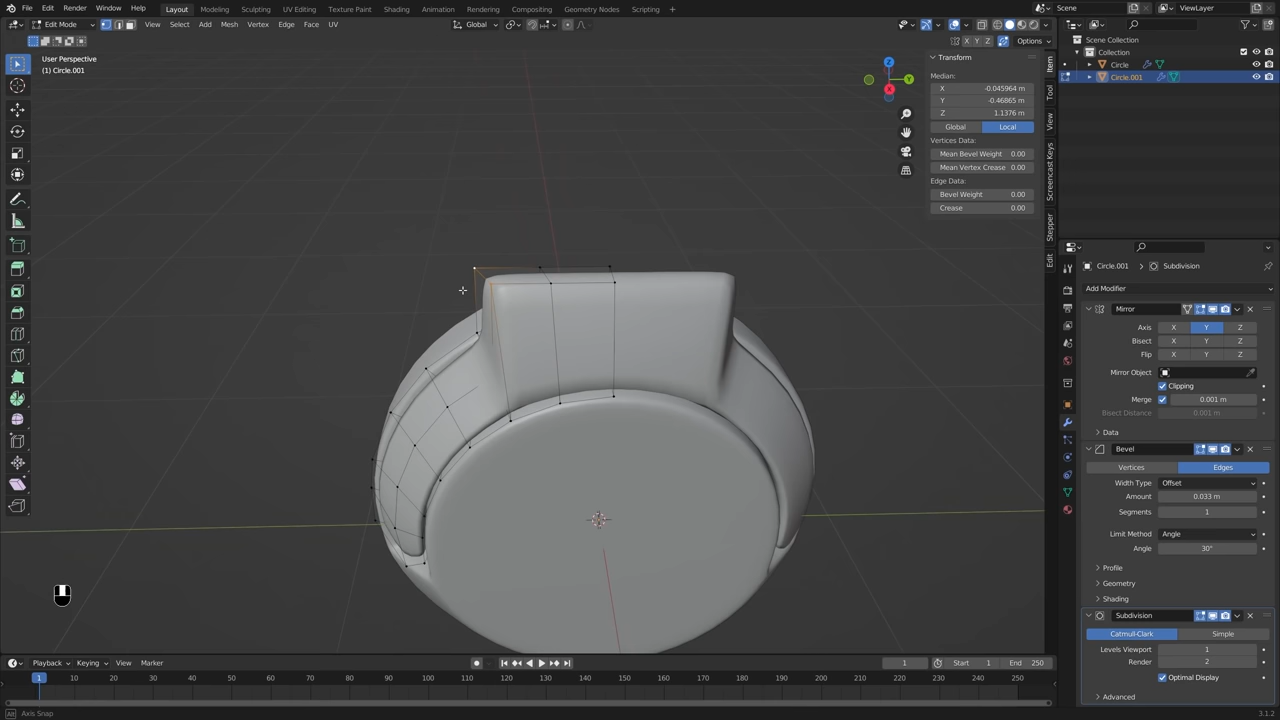 File Edit Render Window Help Layout Modeling Sculpting UV Editing Texture Paint Shading Animation Rendering Compositing Geometry Nodes Scripting + Scene ViewLayer
Edit Mode View Select Add Mesh Vertex Edge Face UV Global
X Y Z Options
User Perspective
(1) Circle.001
Z
Y
X
Transform
Median:
X -0.045964 m
Y -0.46865 m
Z 1.1376 m
Global Local
Vertices Data:
Mean Bevel Weight 0.00
Mean Vertex Crease 0.00
Edge Data:
Bevel Weight 0.00
Crease 0.00
Item
Tool
View
Screencast Keys
Stepper
Edit
Scene Collection
Collection
Circle
Circle.001
Circle.001 > Subdivision
Add Modifier
Mirror
Axis X Y Z
Bisect X Y Z
Flip X Y Z
Mirror Object
Clipping
Merge 0.001 m
Bisect Distance 0.001 m
Data
Bevel
Vertices Edges
Width Type Offset
Amount 0.033 m
Segments 1
Limit Method Angle
Angle 30°
Profile
Geometry
Shading
Subdivision
Catmull-Clark Simple
Levels Viewport 1
Render 2
Optimal Display
Advanced
Playback Keying View Marker 1 Start 1 End 250
1 10 20 30 40 50 60 70 80 90 100 110 120 130 140 150 160 170 180 190 200 210 220 230 240 250
Alt Axis Snap 3.1.2